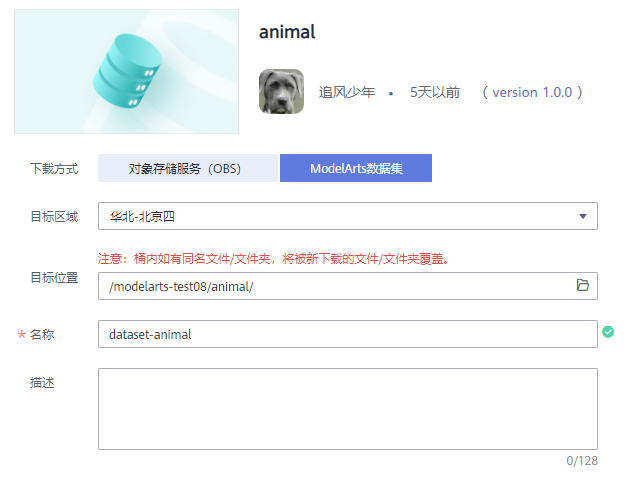 animal
追风少年 • 5天以前 （ version 1.0.0 ）
下载方式 对象存储服务（OBS） ModelArts数据集
目标区域 华北-北京四
注意：桶内如有同名文件/文件夹，将被新下载的文件/文件夹覆盖。
目标位置 /modelarts-test08/animal/
* 名称 dataset-animal
描述
0/128